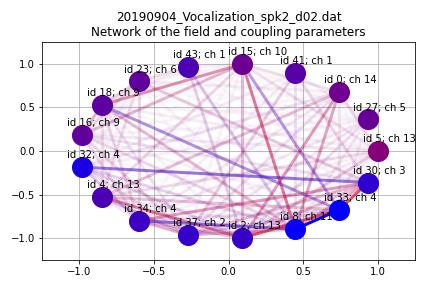 20190904_Vocalization_spk2_d02.dat
Network of the field and coupling parameters
id 43; ch 1
id 15; ch 10
id 41; ch 1
id 23; ch 6
id 0; ch 14
id 18; ch 9
id 27; ch 5
id 16; ch 9
id 5; ch 13
id 32; ch 4
id 30; ch 3
id 4; ch 13
id 33; ch 4
id 34; ch 4
id 8; ch 11
id 37; ch 2
id 2; ch 13
1.0
0.5
0.0
−0.5
−1.0
−1.0
−0.5
0.0
0.5
1.0